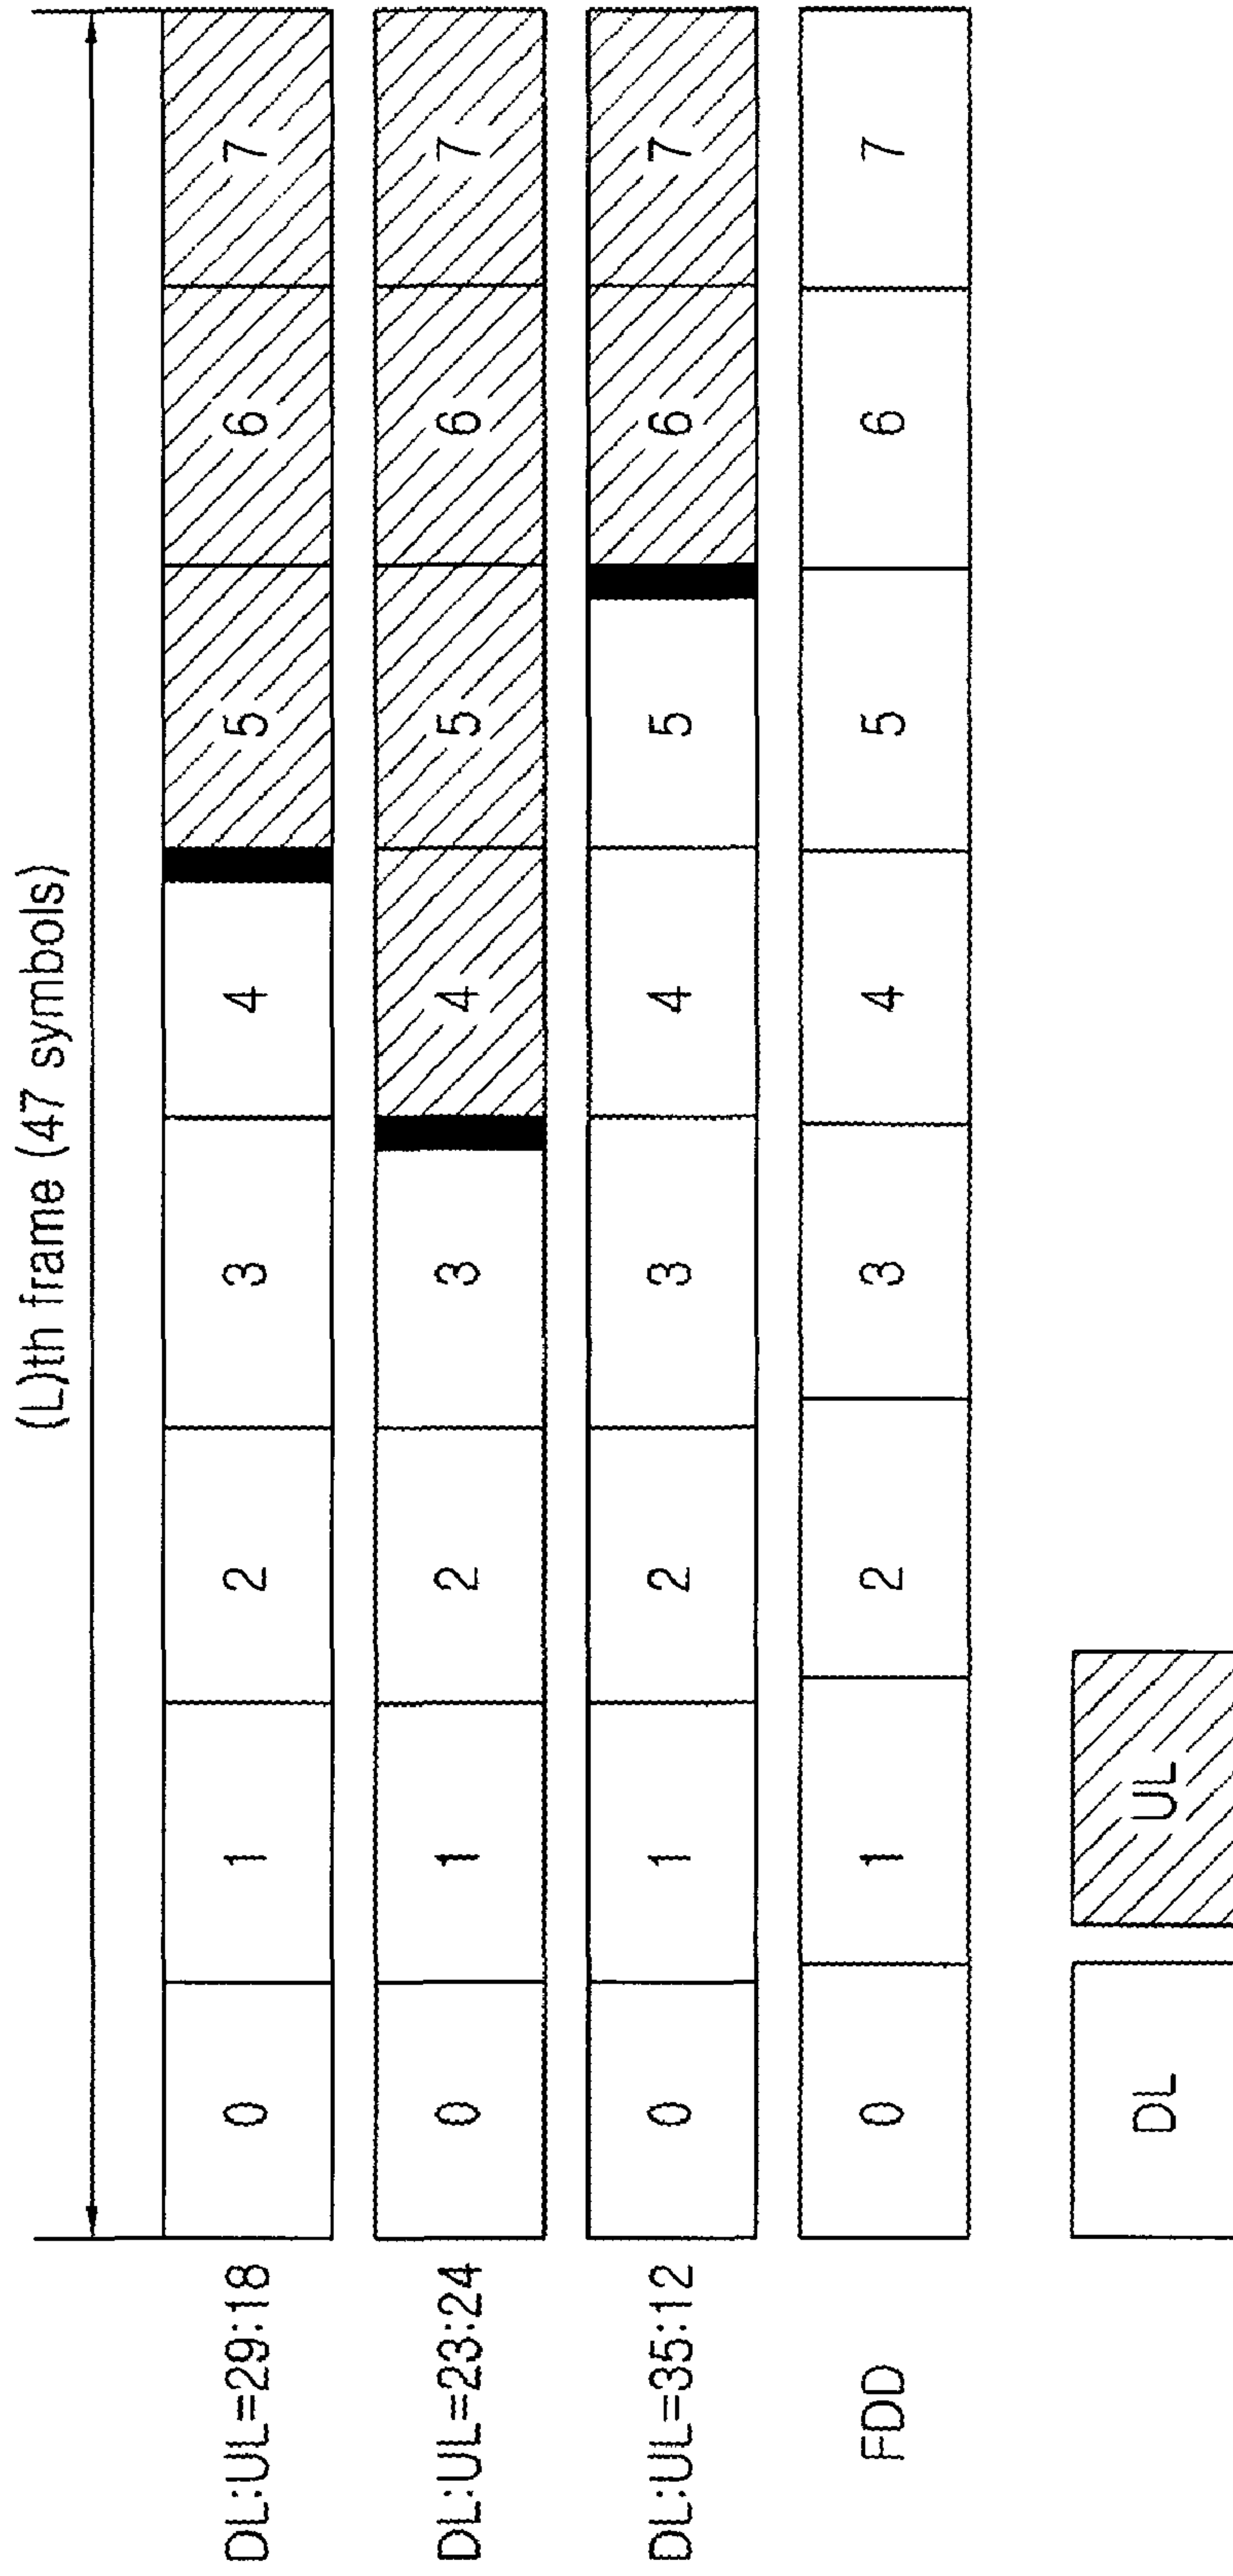 (L)th frame (47 symbols)
DL:UL=29:18 0 1 2 3 4 5 6 7
DL:UL=23:24 0 1 2 3 4 5 6 7
DL:UL=35:12 0 1 2 3 4 5 6 7
FDD 0 1 2 3 4 5 6 7
DL UL